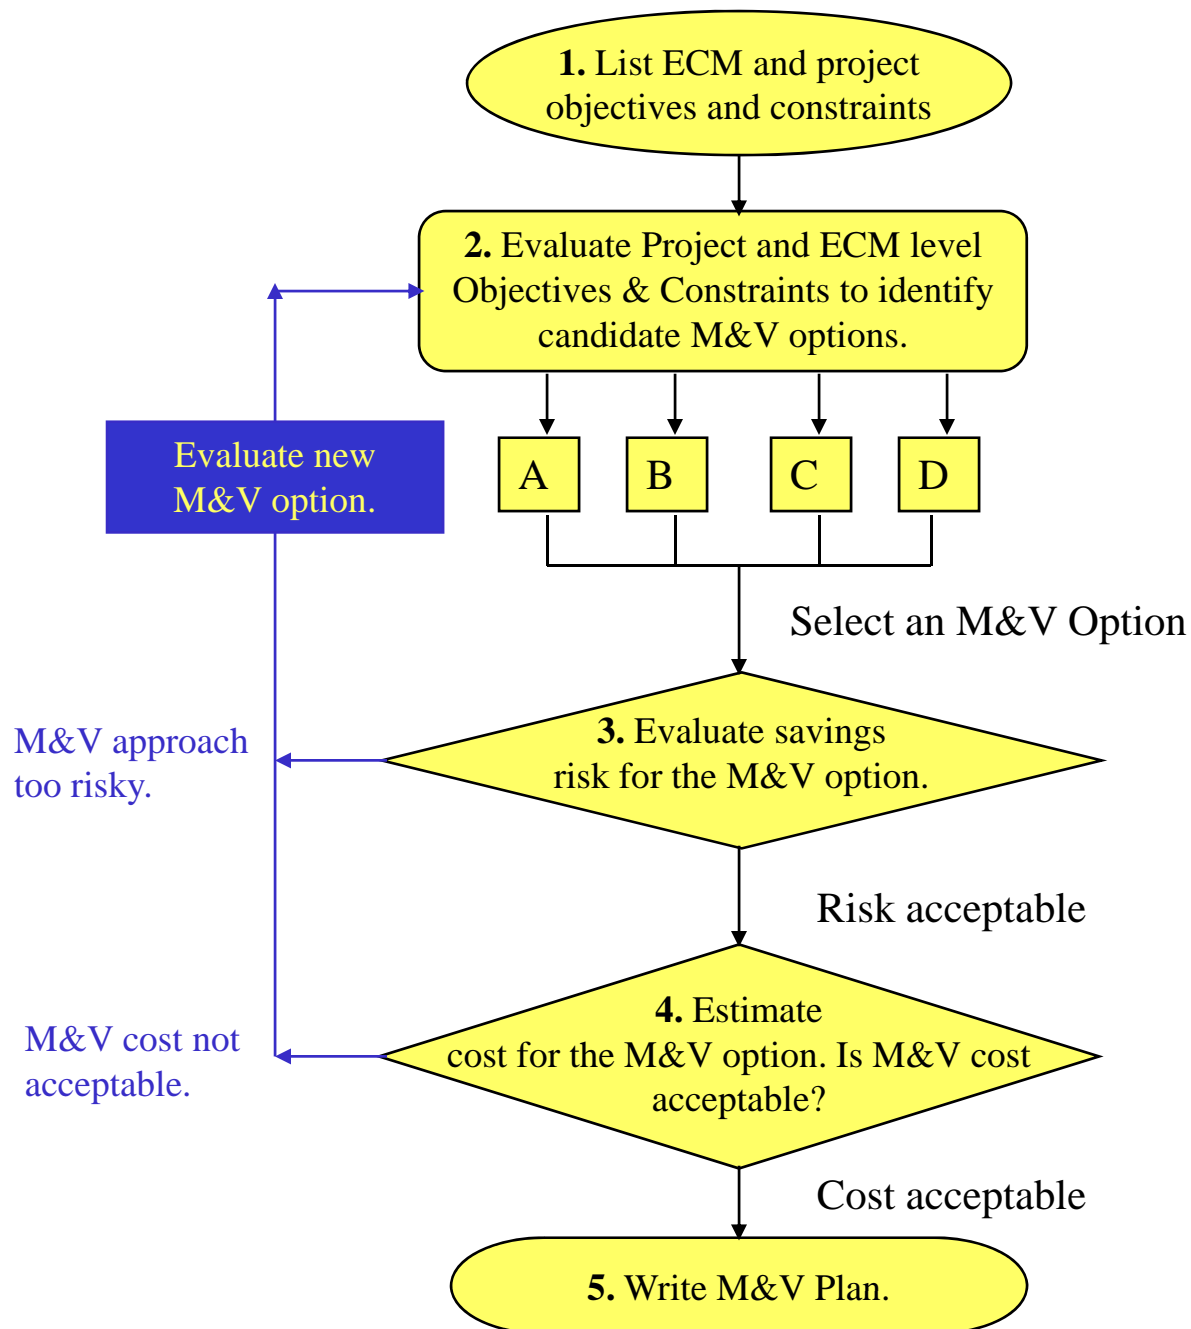 1. List ECM and project
objectives and constraints
2. Evaluate Project and ECM level
Objectives & Constraints to identify
candidate M&V options.
Evaluate new
M&V option.
A
B
C
D
Select an M&V Option
M&V approach
too risky.
3. Evaluate savings
risk for the M&V option.
Risk acceptable
M&V cost not
acceptable.
4. Estimate
cost for the M&V option. Is M&V cost
acceptable?
Cost acceptable
5. Write M&V Plan.